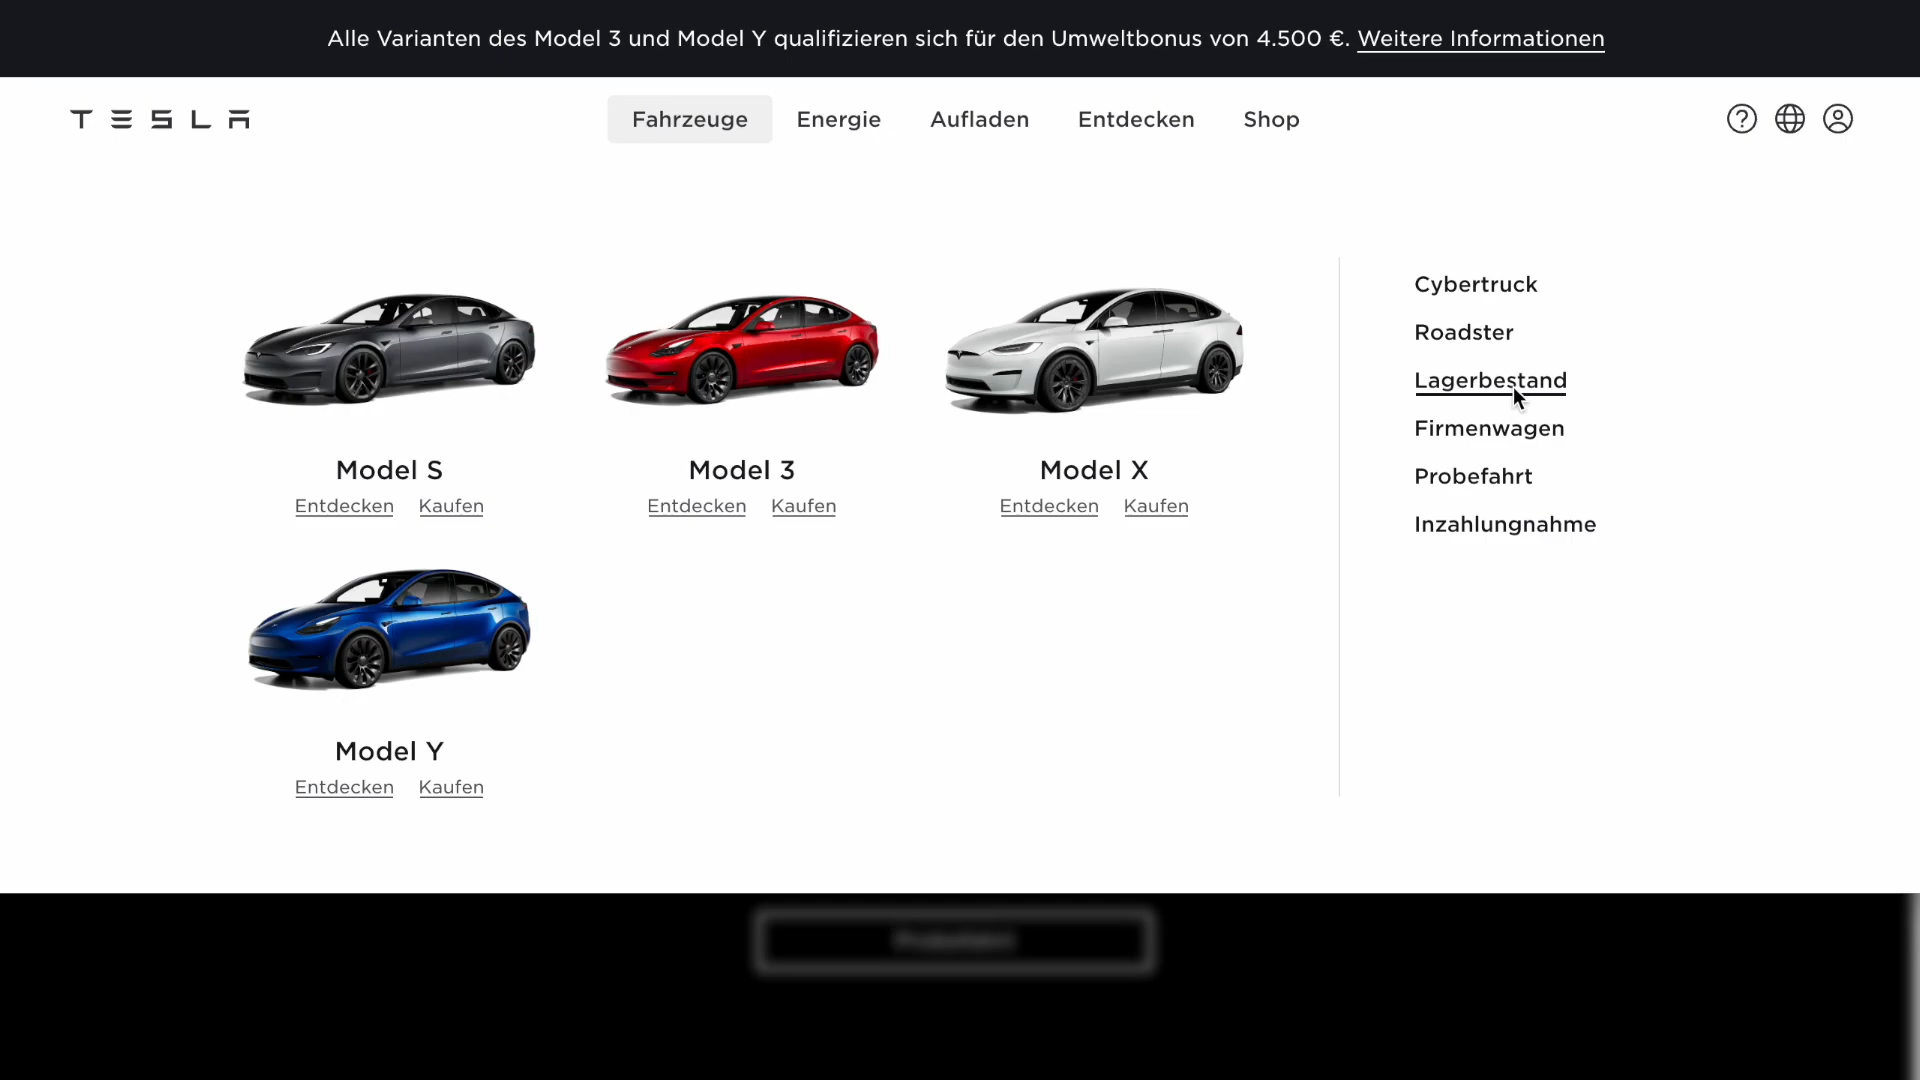 Alle Varianten des Model 3 und Model Y qualifizieren sich für den Umweltbonus von 4.500 €. Weitere Informationen
TESLA
Fahrzeuge Energie Aufladen Entdecken Shop
Model S
Entdecken Kaufen
Model 3
Entdecken Kaufen
Model X
Entdecken Kaufen
Model Y
Entdecken Kaufen
Cybertruck
Roadster
Lagerbestand
Firmenwagen
Probefahrt
Inzahlungnahme